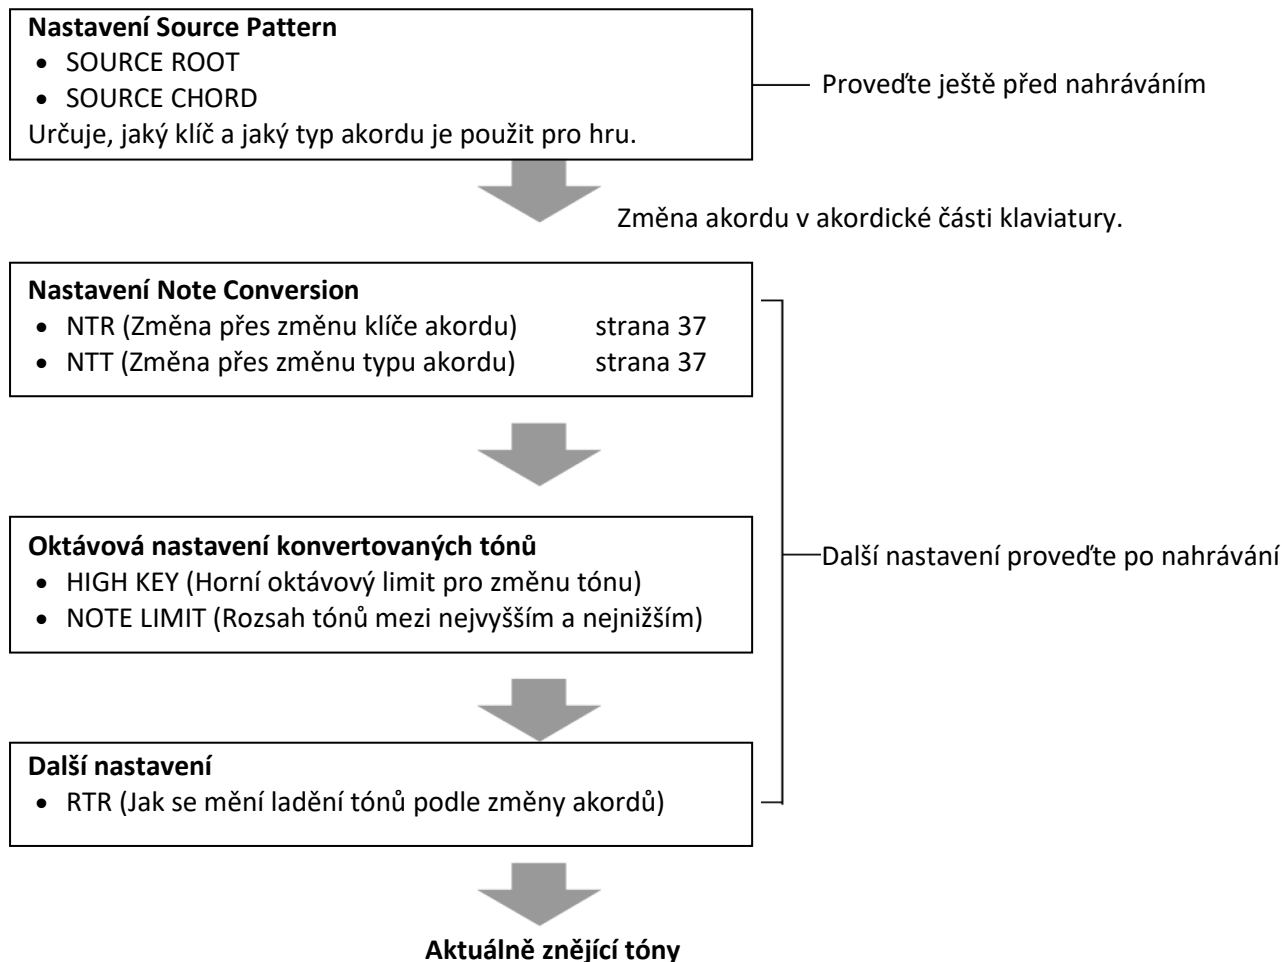 Nastavení Source Pattern
• SOURCE ROOT
• SOURCE CHORD
Určuje, jaký klíč a jaký typ akordu je použit pro hru.
Proveďte ještě před nahráváním
Změna akordu v akordické části klaviatury.
Nastavení Note Conversion
• NTR (Změna přes změnu klíče akordu) strana 37
• NTT (Změna přes změnu typu akordu) strana 37
Oktávová nastavení konvertovaných tónů
• HIGH KEY (Horní oktávový limit pro změnu tónu)
• NOTE LIMIT (Rozsah tónů mezi nejvyšším a nejnižším)
Další nastavení proveďte po nahrávání
Další nastavení
• RTR (Jak se mění ladění tónů podle změny akordů)
Aktuálně znějící tóny